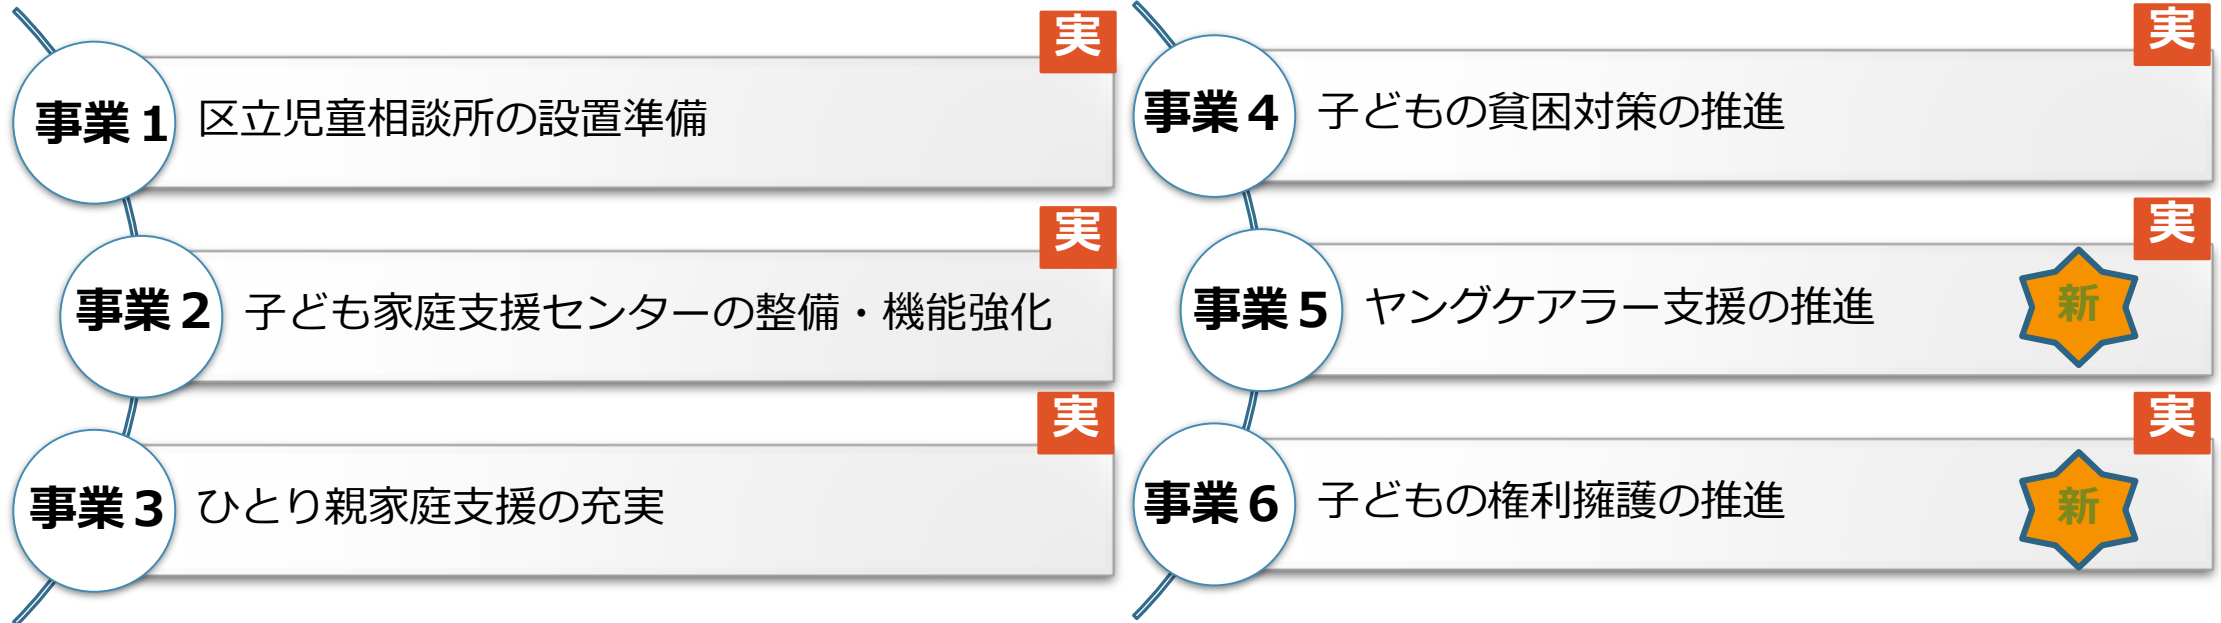 実
事業1 区立児童相談所の設置準備
実
事業2 子ども家庭支援センターの整備・機能強化
実
事業3 ひとり親家庭支援の充実
実
事業4 子どもの貧困対策の推進
実
事業5 ヤングケアラー支援の推進 新
実
事業6 子どもの権利擁護の推進 新